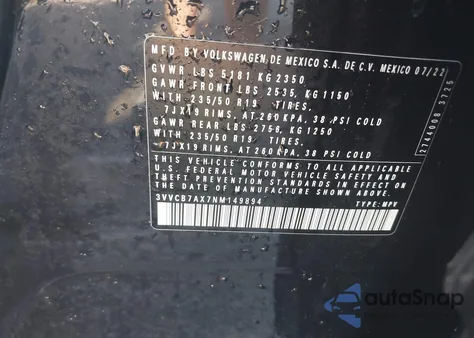 MFD BY VOLKSWAGEN DE MEXICO S.A. DE C.V. MEXICO 07/22
GVWR LBS 5181 KG 2350
GAWR FRONT LBS 2535, KG 1150
WITH 235/50 R19 TIRES,
7JX19 RIMS, AT 260 KPA, 38 PSI COLD
GAWR REAR LBS 2756, KG 1250
WITH 235/50 R19 TIRES,
7JX19 RIMS, AT 260 KPA, 38 PSI COLD
THIS VEHICLE CONFORMS TO ALL APPLICABLE
U.S. FEDERAL MOTOR VEHICLE SAFETY AND
THEFT PREVENTION STANDARDS IN EFFECT ON
THE DATE OF MANUFACTURE SHOWN ABOVE
3VVCB7AX7NM149894 TYPE: MPV
2774008 3725
autoSnap